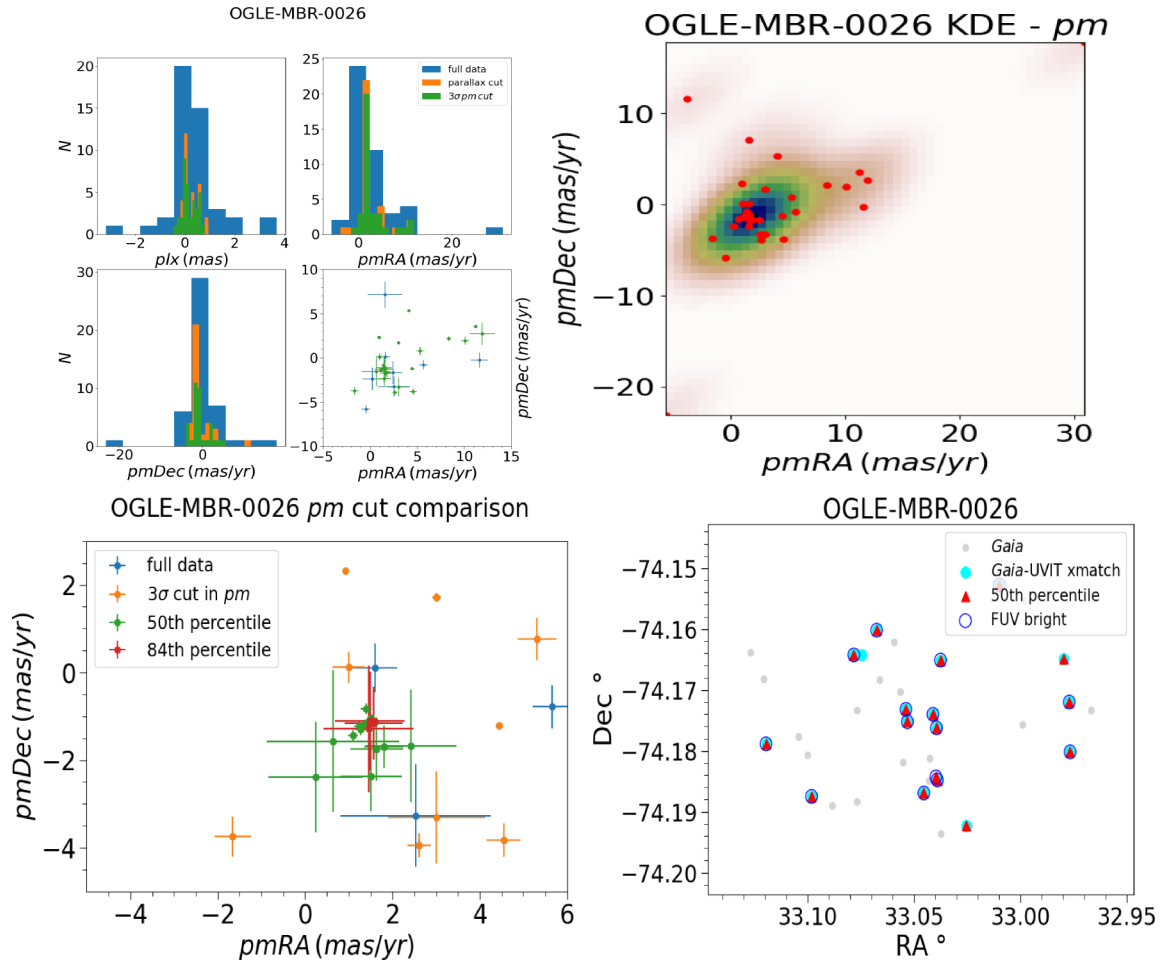 OGLE-MBR-0026
20
15
10
5
0
N
−2
0
2
4
plx (mas)
25
20
15
10
5
0
0
20
pmRA (mas/yr)
full data
parallax cut
3σ pm cut
30
20
10
0
N
−20
0
pmDec (mas/yr)
10
5
0
−5
−10
−5
0
5
10
15
pmRA (mas/yr)
pmDec (mas/yr)
OGLE-MBR-0026 KDE - pm
10
0
−10
−20
pmDec (mas/yr)
0
10
20
30
pmRA (mas/yr)
OGLE-MBR-0026 pm cut comparison
full data
3σ cut in pm
50th percentile
84th percentile
2
0
−2
−4
pmDec (mas/yr)
−4
−2
0
2
4
6
pmRA (mas/yr)
OGLE-MBR-0026
Gaia
Gaia-UVIT xmatch
50th percentile
FUV bright
−74.15
−74.16
−74.17
−74.18
−74.19
−74.20
Dec °
33.10
33.05
33.00
32.95
RA °